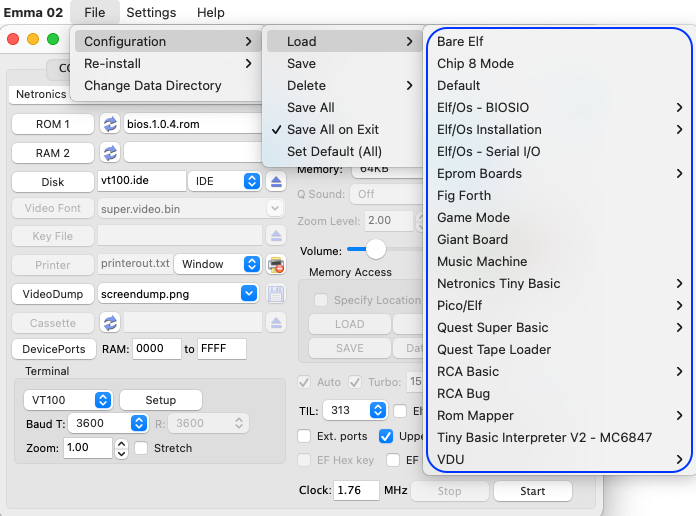 Emma 02 File Settings Help
Configuration
Re-install
Change Data Directory
Load
Save
Delete
Save All
Save All on Exit
Set Default (All)
Bare Elf
Chip 8 Mode
Default
Elf/Os - BIOSIO
Elf/Os Installation
Elf/Os - Serial I/O
Eprom Boards
Fig Forth
Game Mode
Giant Board
Music Machine
Netronics Tiny Basic
Pico/Elf
Quest Super Basic
Quest Tape Loader
RCA Basic
RCA Bug
Rom Mapper
Tiny Basic Interpreter V2 - MC6847
VDU
Netronics
ROM 1 bios.1.0.4.rom
RAM 2
Disk vt100.ide IDE
Video Font super.video.bin
Key File
Printer printerout.txt Window
VideoDump screendump.png
Cassette
DevicePorts RAM: 0000 to FFFF
Terminal
VT100 Setup
Baud T: 3600 R: 3600
Zoom: 1.00 Stretch
Memory: 64KB
Q Sound: Off
Zoom Level: 2.00
Volume:
Memory Access
Specify Location
LOAD
SAVE
Auto Turbo: 15
TIL: 313
Ext. ports
EF Hex key EF
Clock: 1.76 MHz Stop Start